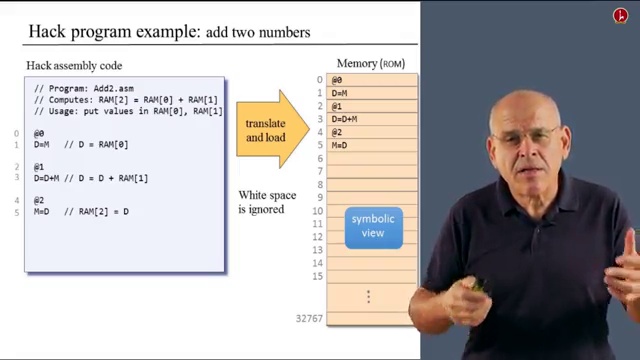 Hack program example: add two numbers
Hack assembly code
// Program: Add2.asm
// Computes: RAM[2] = RAM[0] + RAM[1]
// Usage: put values in RAM[0], RAM[1]
0 @0
1 D=M // D = RAM[0]
2 @1
3 D=D+M // D = D + RAM[1]
4 @2
5 M=D // RAM[2] = D
translate
and load
White space
is ignored
Memory (ROM)
0 @0
1 D=M
2 @1
3 D=D+M
4 @2
5 M=D
6
7
8
9
10
11
12
13
14
15
32767
symbolic
view